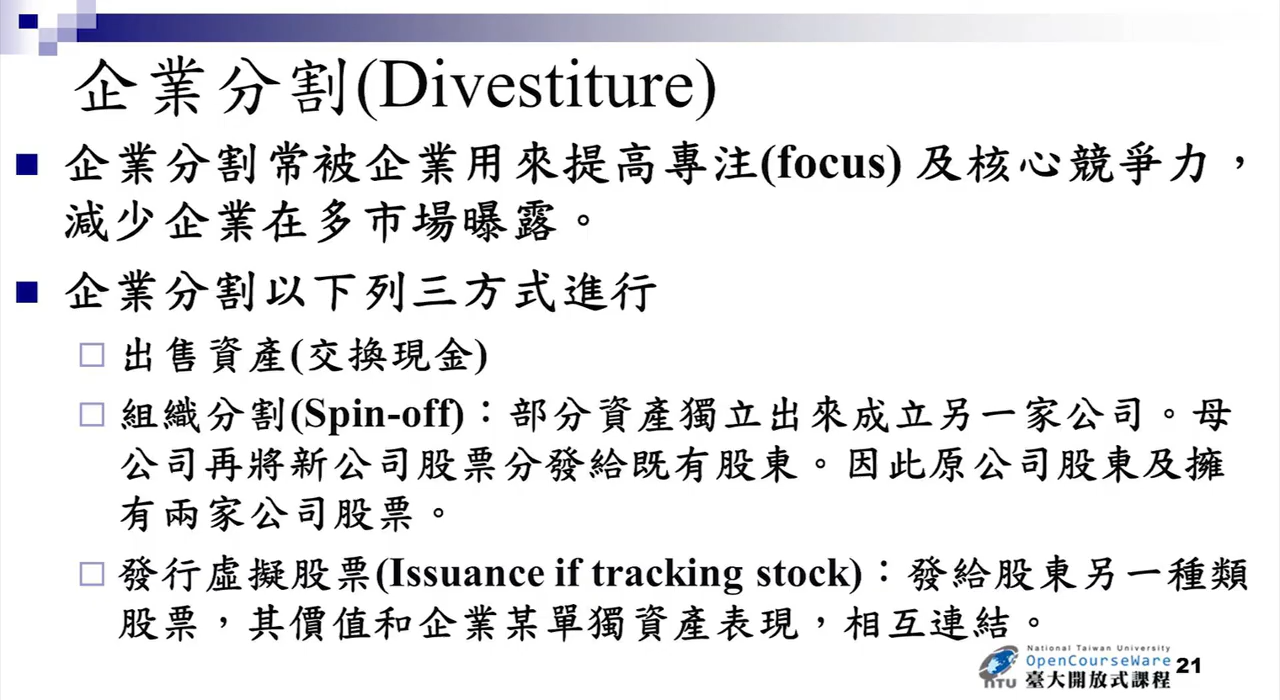 企業分割(Divestiture)
企業分割常被企業用來提高專注(focus) 及核心競爭力，
減少企業在多市場曝露。
企業分割以下列三方式進行
出售資產(交換現金)
組織分割(Spin-off)：部分資產獨立出來成立另一家公司。母
公司再將新公司股票分發給既有股東。因此原公司股東及擁
有兩家公司股票。
發行虛擬股票(Issuance if tracking stock)：發給股東另一種類
股票，其價值和企業某單獨資產表現，相互連結。
National Taiwan University
OpenCourseWare
NTU 臺大開放式課程
21